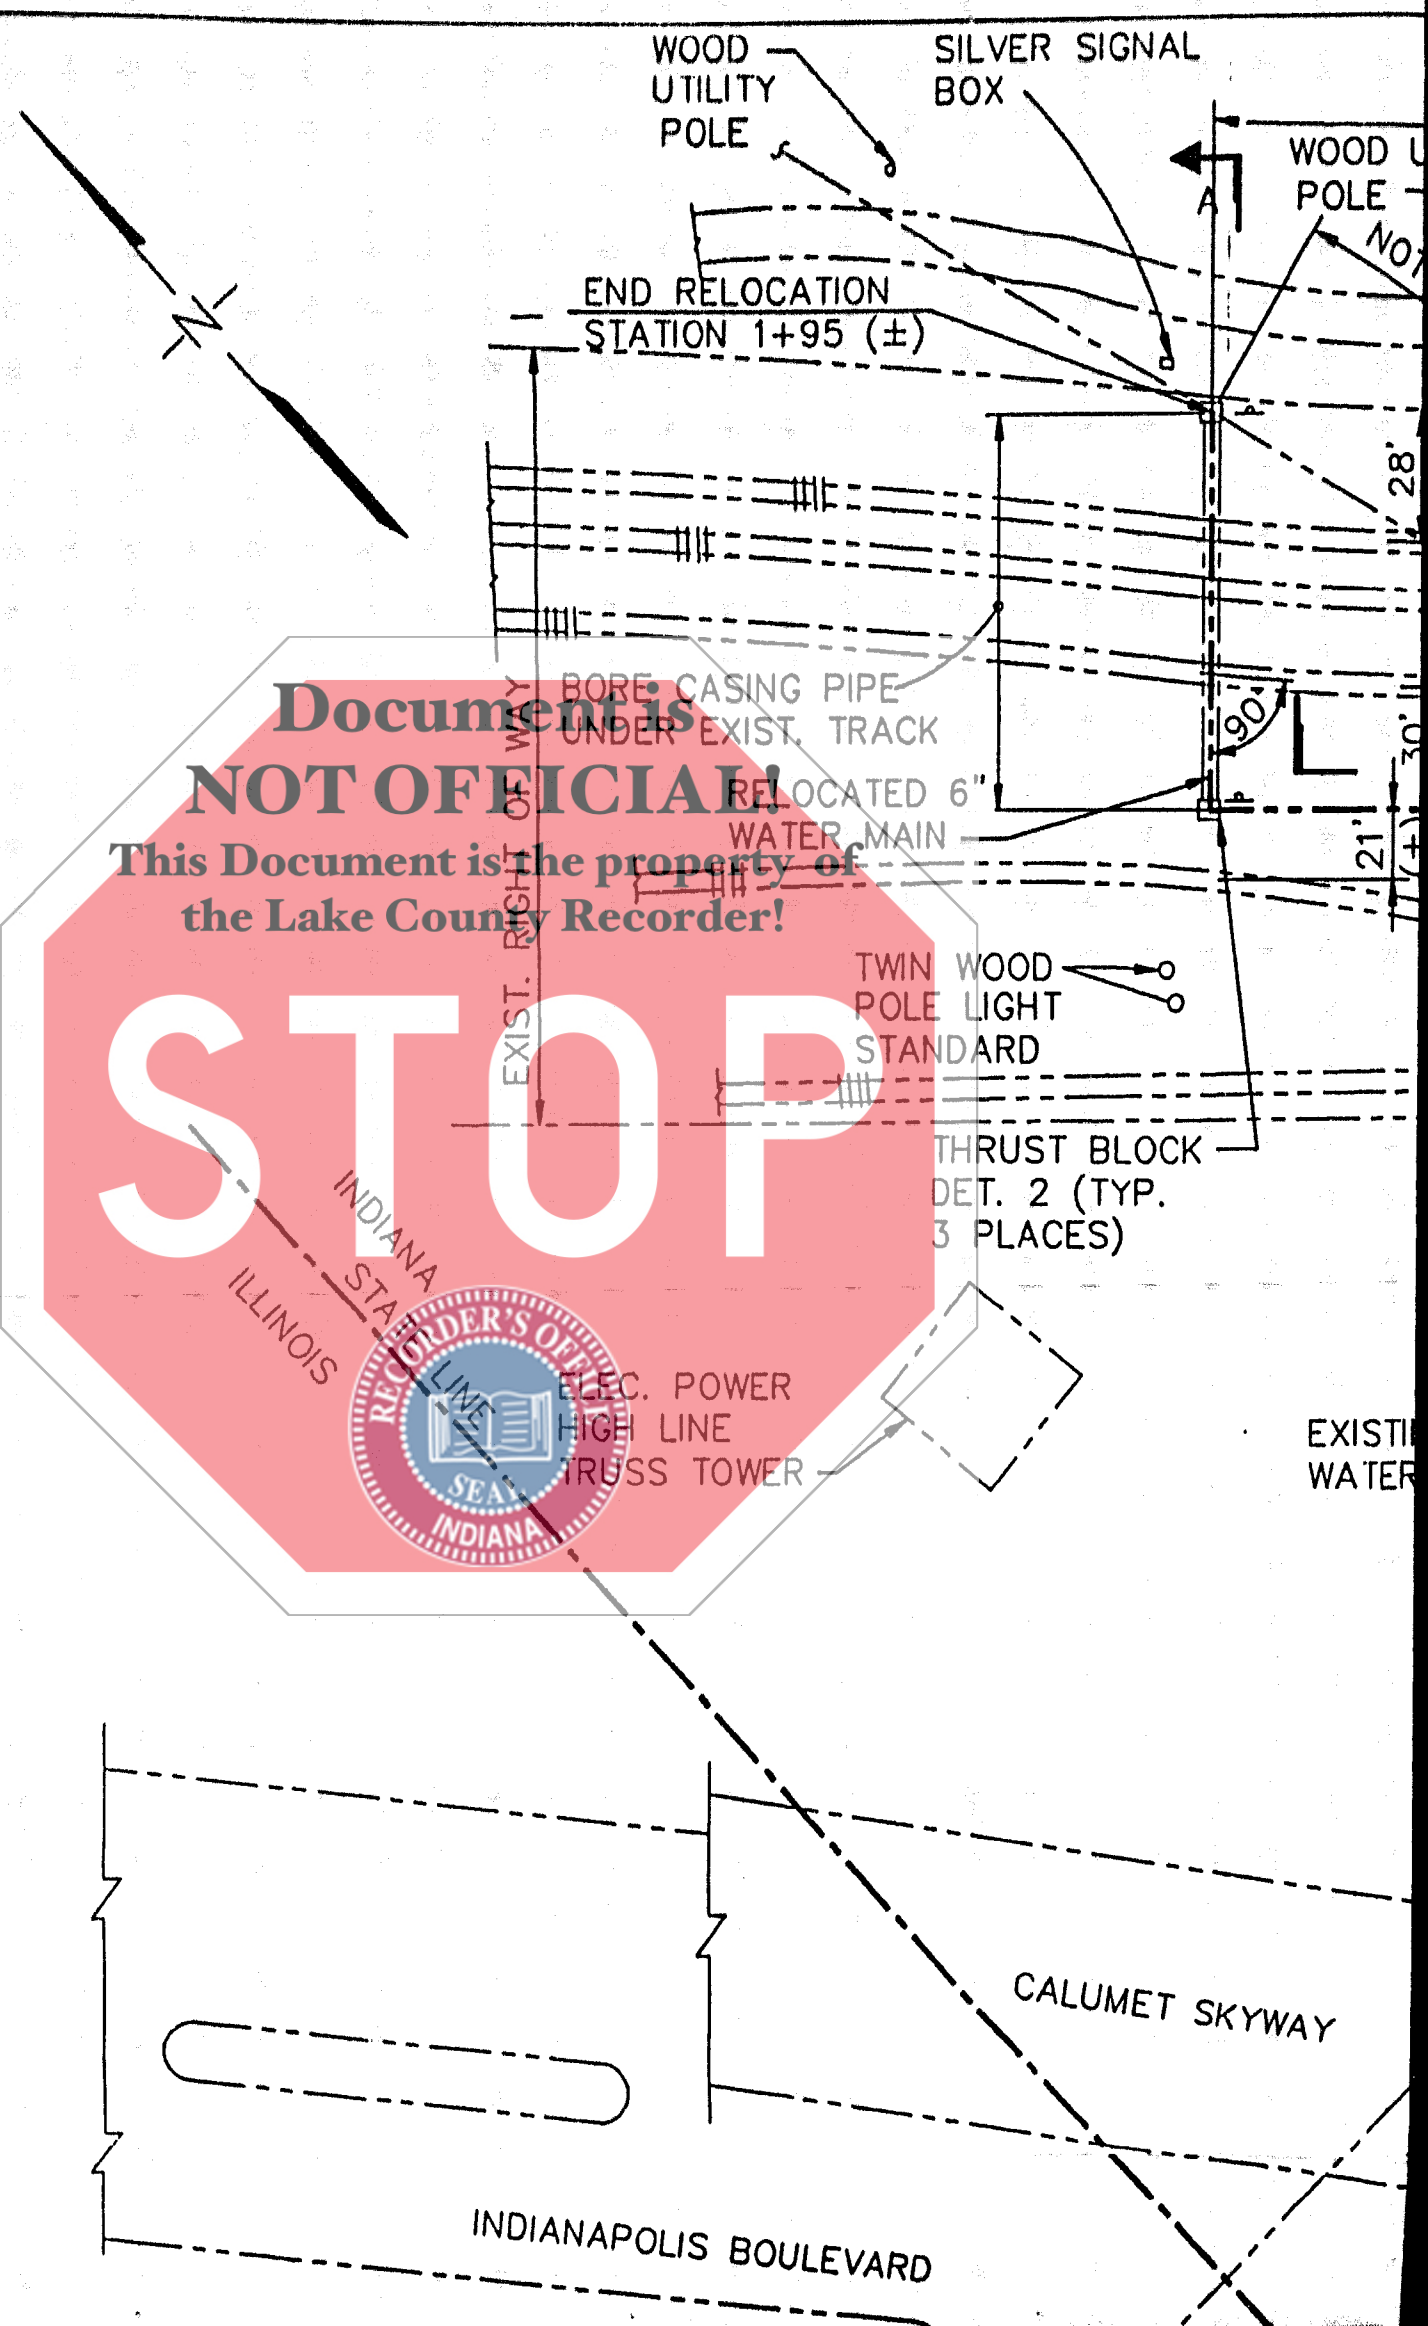 WOOD
UTILITY
POLE
SILVER SIGNAL
BOX
WOOD U
POLE
A
NOT
N
END RELOCATION
STATION 1+95 (±)
28'
BORE CASING PIPE
UNDER EXIST. TRACK
RELOCATED 6"
WATER MAIN
90°
30'
21'
(±)
EXIST. RIGHT OF WAY
Document is
NOT OFFICIAL!
This Document is the property of
the Lake County Recorder!
STOP
TWIN WOOD
POLE LIGHT
STANDARD
THRUST BLOCK
DET. 2 (TYP.
3 PLACES)
INDIANA
STATE LINE
ILLINOIS
RECORDER'S OFFICE
SEAL
INDIANA
ELEC. POWER
HIGH LINE
TRUSS TOWER
EXISTI
WATER
CALUMET SKYWAY
INDIANAPOLIS BOULEVARD